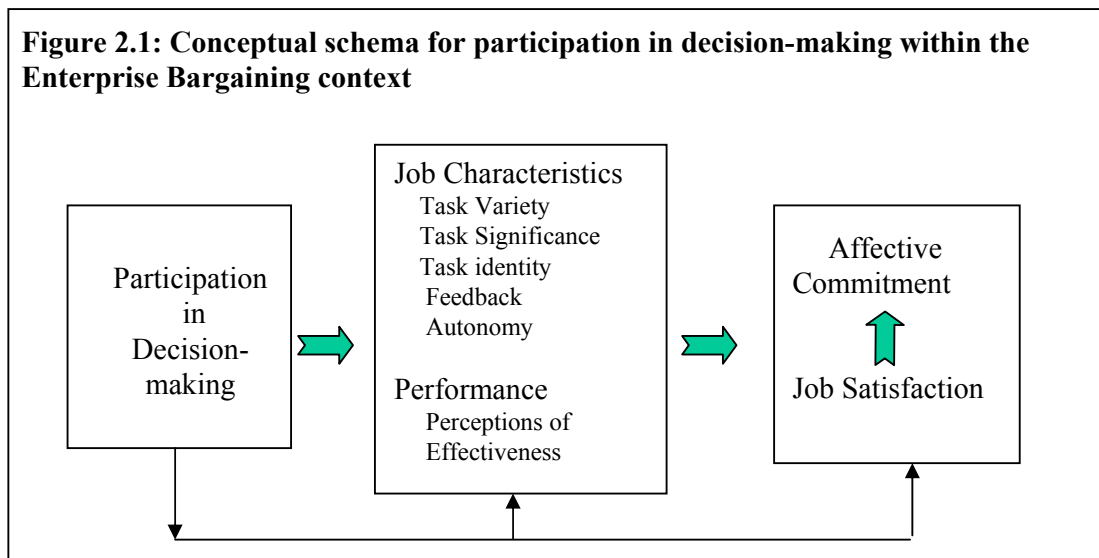 Figure 2.1: Conceptual schema for participation in decision-making within the
Enterprise Bargaining context
Participation
in
Decision-
making
Job Characteristics
Task Variety
Task Significance
Task identity
Feedback
Autonomy
Performance
Perceptions of
Effectiveness
Affective
Commitment
Job Satisfaction